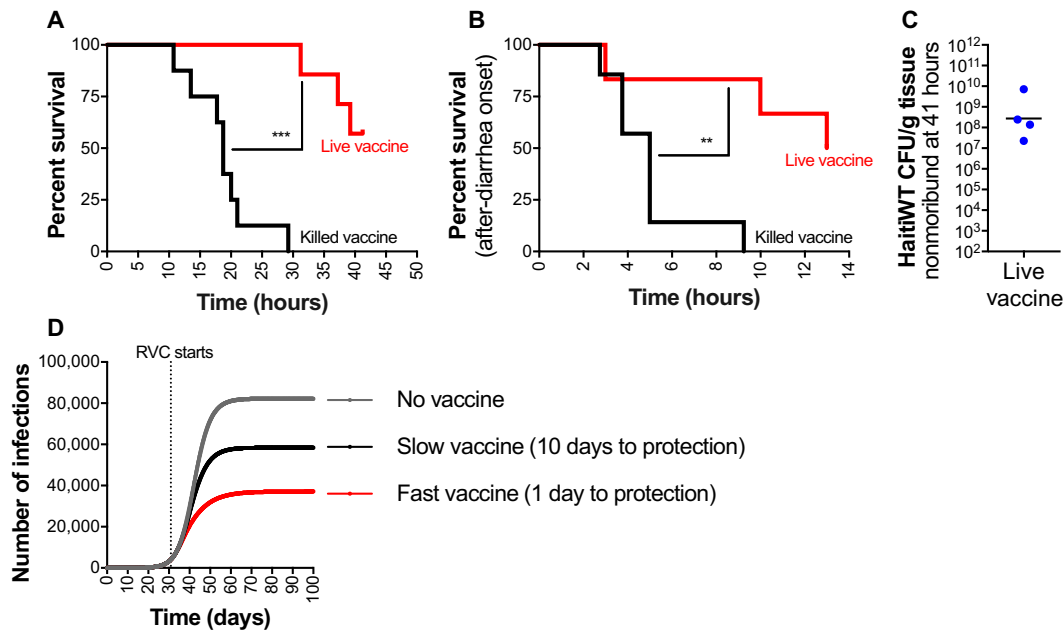 A
Percent survival
100
75
50
25
0
***
Live vaccine
Killed vaccine
0 5 10 15 20 25 30 35 40 45 50
Time (hours)
B
Percent survival
(after-diarrhea onset)
100
75
50
25
0
**
Live vaccine
Killed vaccine
0 2 4 6 8 10 12 14
Time (hours)
C
HaitiWT CFU/g tissue
nonmoribund at 41 hours
10¹²
10¹¹
10¹⁰
10⁹
10⁸
10⁷
10⁶
10⁵
10⁴
10³
10²
Live
vaccine
D
RVC starts
Number of infections
100,000
80,000
60,000
40,000
20,000
0
0 10 20 30 40 50 60 70 80 90 100
Time (days)
No vaccine
Slow vaccine (10 days to protection)
Fast vaccine (1 day to protection)